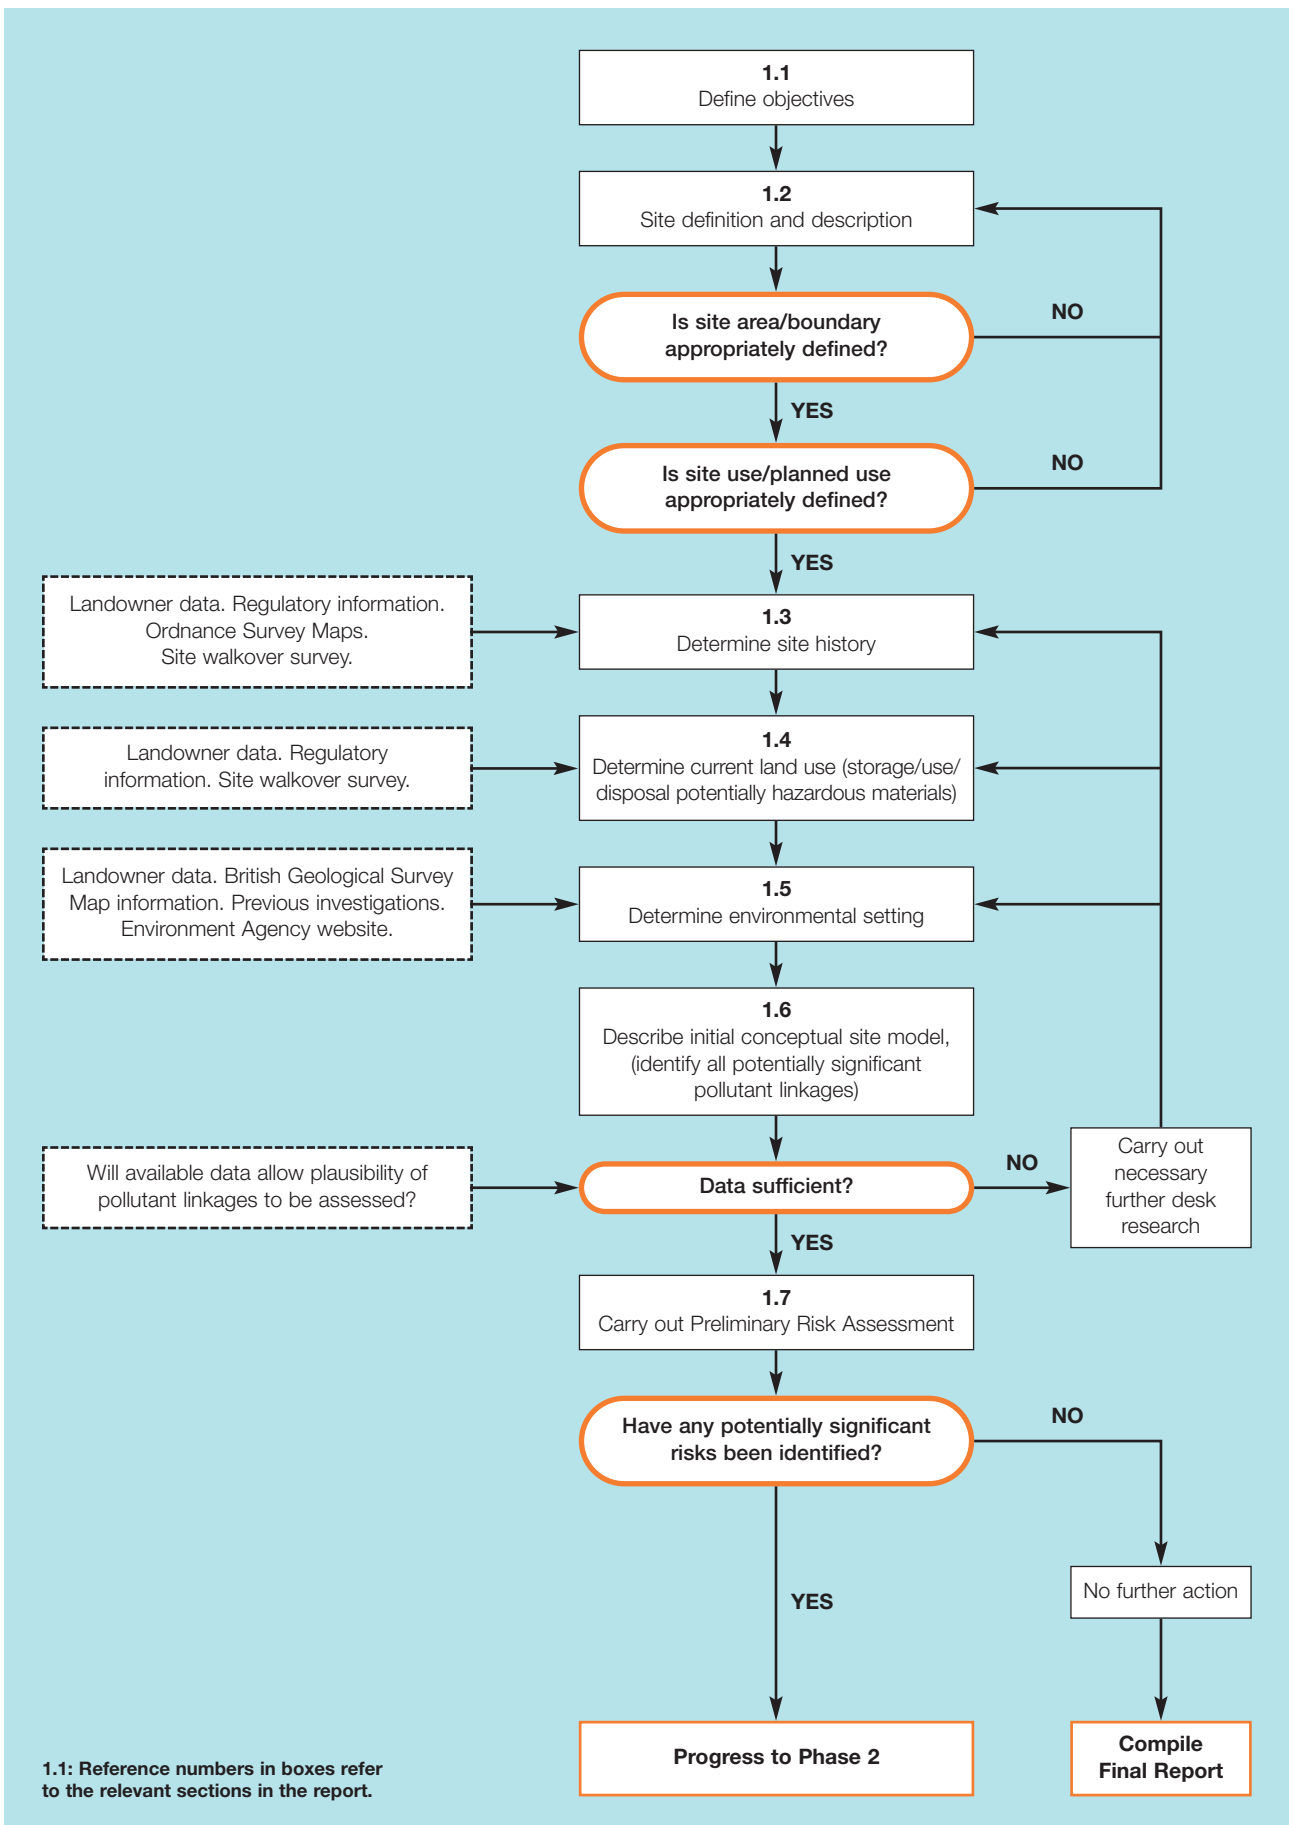 1.1
Define objectives
1.2
Site definition and description
Is site area/boundary
appropriately defined?
NO
YES
Is site use/planned use
appropriately defined?
NO
YES
Landowner data. Regulatory information.
Ordnance Survey Maps.
Site walkover survey.
1.3
Determine site history
Landowner data. Regulatory
information. Site walkover survey.
1.4
Determine current land use (storage/use/
disposal potentially hazardous materials)
Landowner data. British Geological Survey
Map information. Previous investigations.
Environment Agency website.
1.5
Determine environmental setting
1.6
Describe initial conceptual site model,
(identify all potentially significant
pollutant linkages)
Will available data allow plausibility of
pollutant linkages to be assessed?
Data sufficient?
NO
Carry out
necessary
further desk
research
YES
1.7
Carry out Preliminary Risk Assessment
Have any potentially significant
risks been identified?
NO
YES
No further action
Progress to Phase 2
Compile
Final Report
1.1: Reference numbers in boxes refer
to the relevant sections in the report.